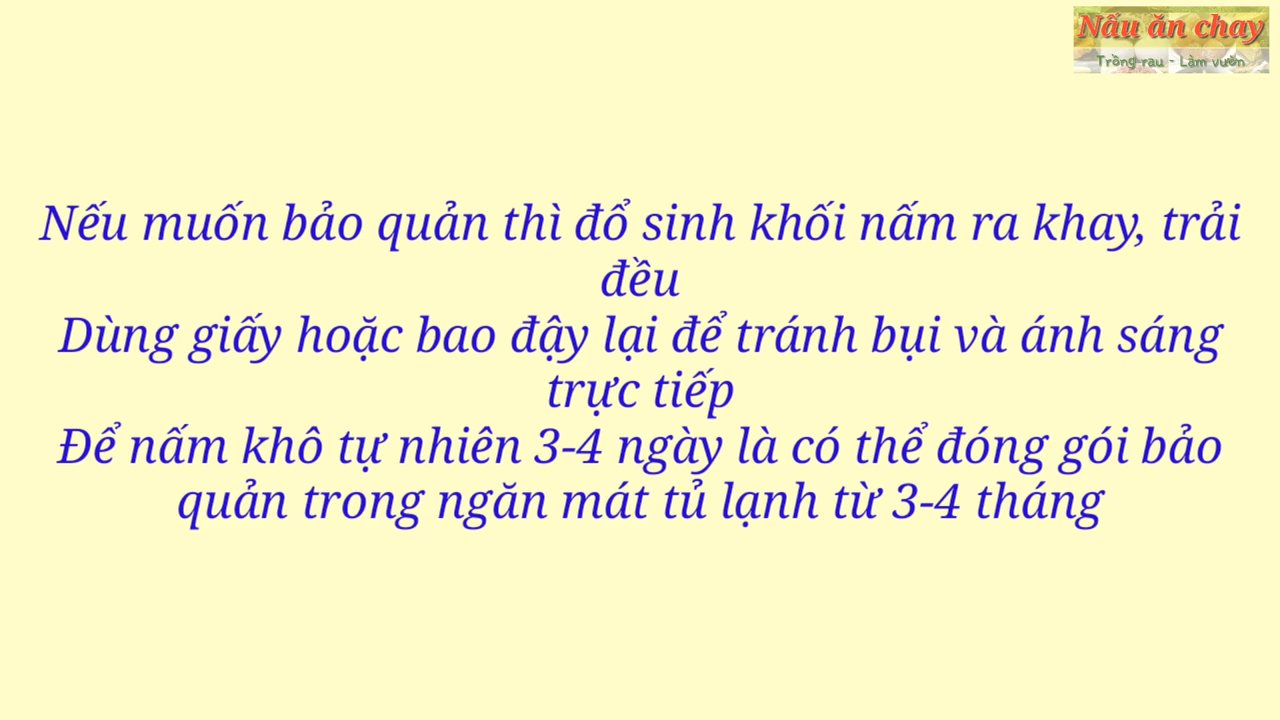 Nấu ăn chay
Trồng rau - Làm vườn
Nếu muốn bảo quản thì đổ sinh khối nấm ra khay, trải
đều
Dùng giấy hoặc bao đậy lại để tránh bụi và ánh sáng
trực tiếp
Để nấm khô tự nhiên 3-4 ngày là có thể đóng gói bảo
quản trong ngăn mát tủ lạnh từ 3-4 tháng